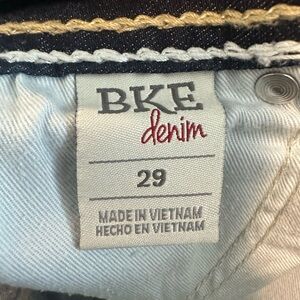 BKE
denim
29
MADE IN VIETNAM
HECHO EN VIETNAM